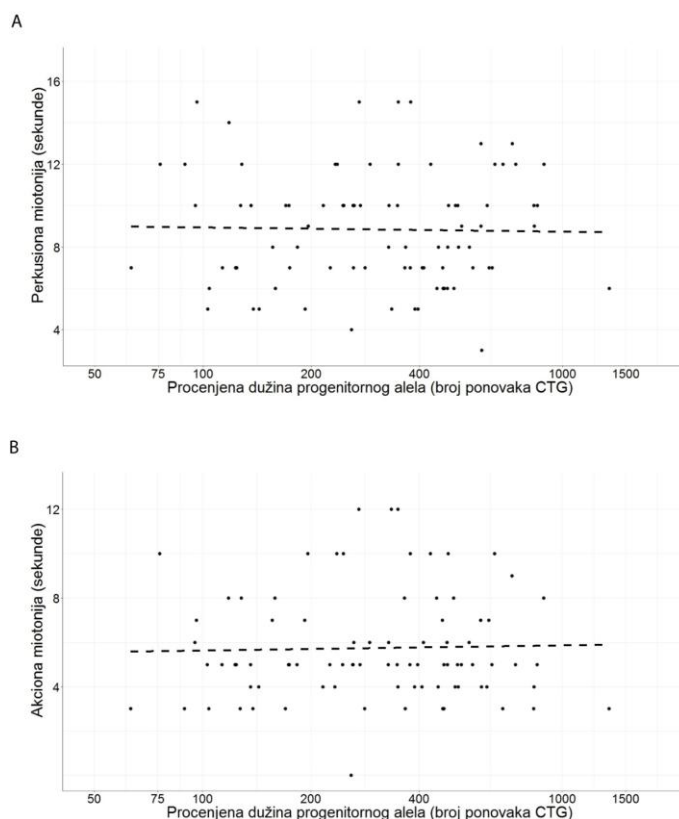 A
Perkusiona miotonija (sekunde)
16
12
8
4
50 75 100 200 400 1000 1500
Procenjena dužina progenitornog alela (broj ponovaka CTG)
B
Akciona miotonija (sekunde)
12
8
4
50 75 100 200 400 1000 1500
Procenjena dužina progenitornog alela (broj ponovaka CTG)